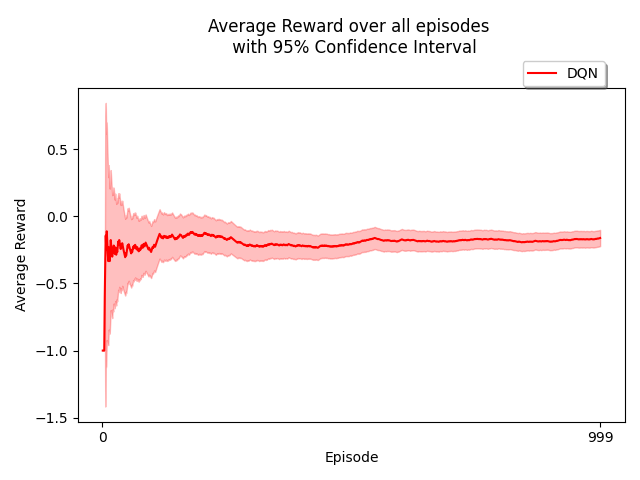 Average Reward over all episodes
with 95% Confidence Interval
DQN
0.5
0.0
−0.5
−1.0
−1.5
Average Reward
0
999
Episode